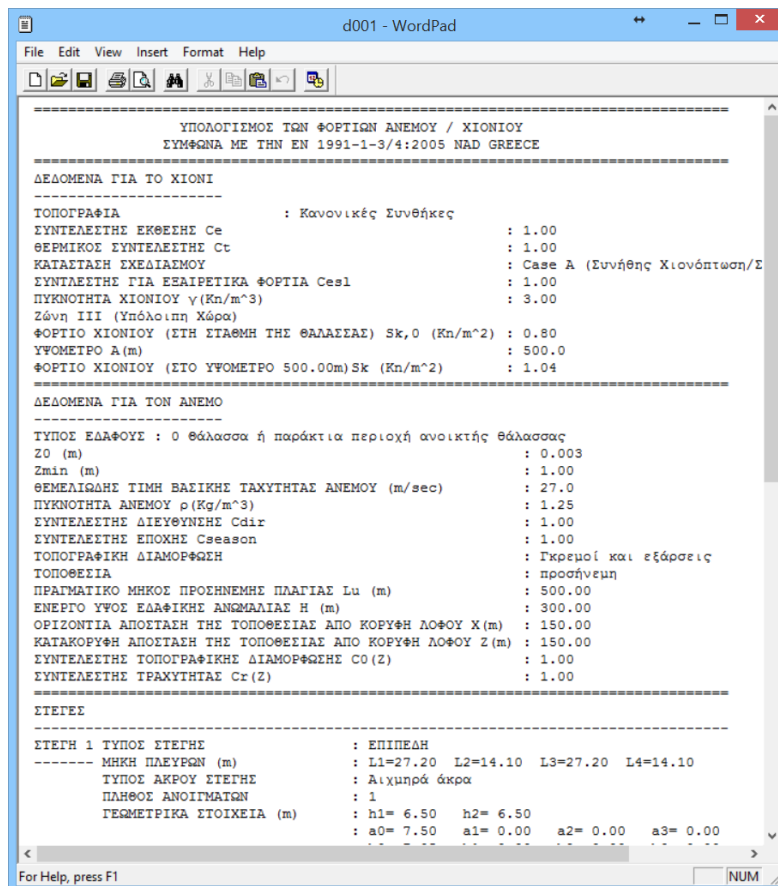 d001 - WordPad
File Edit View Insert Format Help
ΥΠΟΛΟΓΙΣΜΟΣ ΤΩΝ ΦΟΡΤΙΩΝ ΑΝΕΜΟΥ / ΧΙΟΝΙΟΥ
ΣΥΜΦΩΝΑ ΜΕ ΤΗΝ EN 1991-1-3/4:2005 NAD GREECE
ΔΕΔΟΜΕΝΑ ΓΙΑ ΤΟ ΧΙΟΝΙ
ΤΟΠΟΓΡΑΦΙΑ : Κανονικές Συνθήκες
ΣΥΝΤΕΛΕΣΤΗΣ ΕΚΘΕΣΗΣ Ce : 1.00
ΘΕΡΜΙΚΟΣ ΣΥΝΤΕΛΕΣΤΗΣ Ct : 1.00
ΚΑΤΑΣΤΑΣΗ ΣΧΕΔΙΑΣΜΟΥ : Case A (Συνήθης Χιονόπτωση/Σ
ΣΥΝΤΛΕΣΤΗΣ ΓΙΑ ΕΞΑΙΡΕΤΙΚΑ ΦΟΡΤΙΑ Cesl : 1.00
ΠΥΚΝΟΤΗΤΑ ΧΙΟΝΙΟΥ γ(Kn/m^3) : 3.00
Ζώνη III (Υπόλοιπη Χώρα)
ΦΟΡΤΙΟ ΧΙΟΝΙΟΥ (ΣΤΗ ΣΤΑΘΜΗ ΤΗΣ ΘΑΛΑΣΣΑΣ) Sk,0 (Kn/m^2) : 0.80
ΥΨΟΜΕΤΡΟ Α(m) : 500.0
ΦΟΡΤΙΟ ΧΙΟΝΙΟΥ (ΣΤΟ ΥΨΟΜΕΤΡΟ 500.00m)Sk (Kn/m^2) : 1.04
ΔΕΔΟΜΕΝΑ ΓΙΑ ΤΟΝ ΑΝΕΜΟ
ΤΥΠΟΣ ΕΔΑΦΟΥΣ : 0 Θάλασσα ή παράκτια περιοχή ανοικτής θάλασσας
Z0 (m) : 0.003
Zmin (m) : 1.00
ΘΕΜΕΛΙΩΔΗΣ ΤΙΜΗ ΒΑΣΙΚΗΣ ΤΑΧΥΤΗΤΑΣ ΑΝΕΜΟΥ (m/sec) : 27.0
ΠΥΚΝΟΤΗΤΑ ΑΝΕΜΟΥ ρ(Kg/m^3) : 1.25
ΣΥΝΤΕΛΕΣΤΗΣ ΔΙΕΥΘΥΝΣΗΣ Cdir : 1.00
ΣΥΝΤΕΛΕΣΤΗΣ ΕΠΟΧΗΣ Cseason : 1.00
ΤΟΠΟΓΡΑΦΙΚΗ ΔΙΑΜΟΡΦΩΣΗ : Γκρεμοί και εξάρσεις
ΤΟΠΟΘΕΣΙΑ : προσήνεμη
ΠΡΑΓΜΑΤΙΚΟ ΜΗΚΟΣ ΠΡΟΣΗΝΕΜΗΣ ΠΛΑΓΙΑΣ Lu (m) : 500.00
ΕΝΕΡΓΟ ΥΨΟΣ ΕΔΑΦΙΚΗΣ ΑΝΩΜΑΛΙΑΣ H (m) : 300.00
ΟΡΙΖΟΝΤΙΑ ΑΠΟΣΤΑΣΗ ΤΗΣ ΤΟΠΟΘΕΣΙΑΣ ΑΠΟ ΚΟΡΥΦΗ ΛΟΦΟΥ X(m) : 150.00
ΚΑΤΑΚΟΡΥΦΗ ΑΠΟΣΤΑΣΗ ΤΗΣ ΤΟΠΟΘΕΣΙΑΣ ΑΠΟ ΚΟΡΥΦΗ ΛΟΦΟΥ Z(m) : 150.00
ΣΥΝΤΕΛΕΣΤΗΣ ΤΟΠΟΓΡΑΦΙΚΗΣ ΔΙΑΜΟΡΦΩΣΗΣ C0(Z) : 1.00
ΣΥΝΤΕΛΕΣΤΗΣ ΤΡΑΧΥΤΗΤΑΣ Cr(Z) : 1.00
ΣΤΕΓΕΣ
ΣΤΕΓΗ 1 ΤΥΠΟΣ ΣΤΕΓΗΣ : ΕΠΙΠΕΔΗ
------- ΜΗΚΗ ΠΛΕΥΡΩΝ (m) : L1=27.20 L2=14.10 L3=27.20 L4=14.10
ΤΥΠΟΣ ΑΚΡΟΥ ΣΤΕΓΗΣ : Αιχμηρά άκρα
ΠΛΗΘΟΣ ΑΝΟΙΓΜΑΤΩΝ : 1
ΓΕΩΜΕΤΡΙΚΑ ΣΤΟΙΧΕΙΑ (m) : h1= 6.50 h2= 6.50
: a0= 7.50 a1= 0.00 a2= 0.00 a3= 0.00
For Help, press F1
NUM